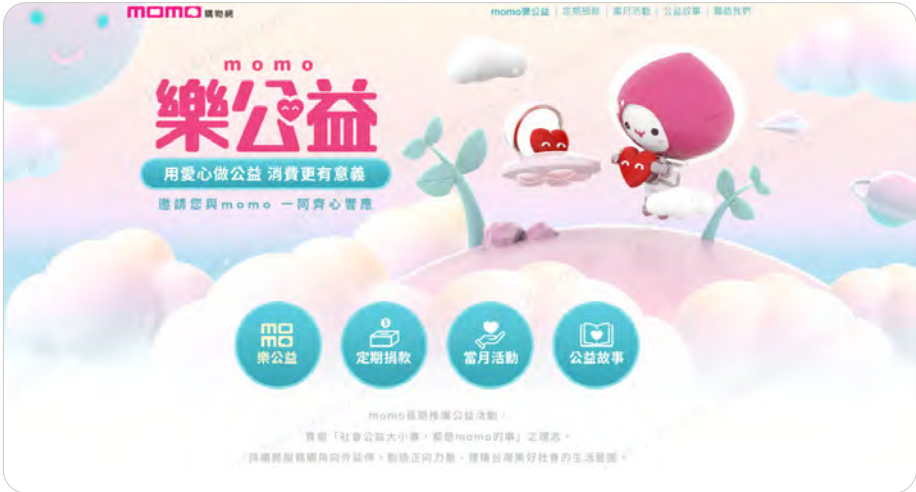 momo購物網
momo樂公益 | 定期捐款 | 當月活動 | 公益故事 | 聯絡我們
momo
樂公益
用愛心做公益 消費更有意義
邀請您與momo 一同齊心響應
momo
樂公益
定期捐款
當月活動
公益故事
momo長期推廣公益活動，
貫徹「社會公益大小事，都是momo的事」之理念。
持續將服務觸角向外延伸，創造正向力量、建構台灣美好社會的生活藍圖。